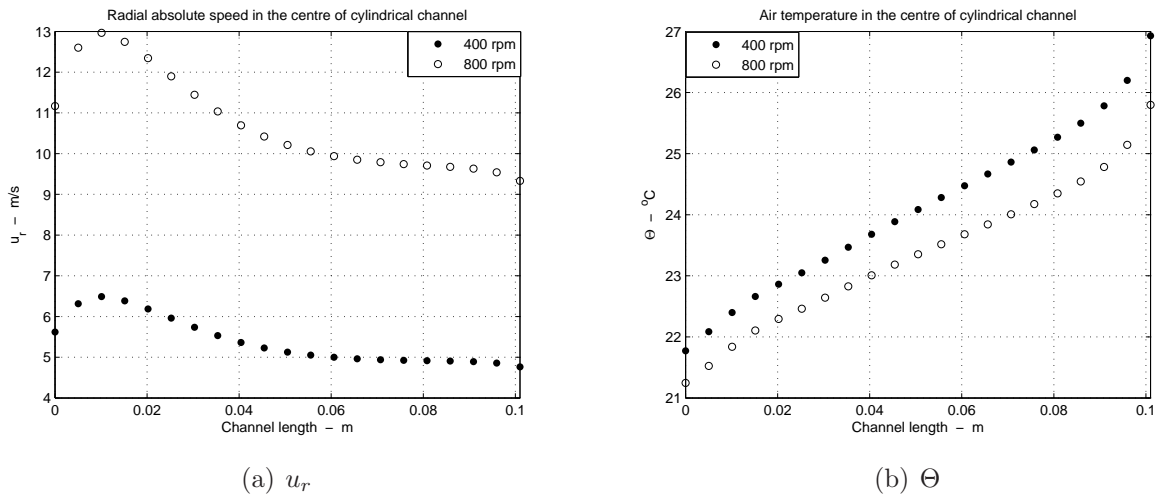 Radial absolute speed in the centre of cylindrical channel
13
12
11
10
9
8
7
6
5
4
u_r − m/s
400 rpm
800 rpm
0
0.02
0.04
0.06
0.08
0.1
Channel length − m
(a) u_r
Air temperature in the centre of cylindrical channel
27
26
25
24
23
22
21
Θ − °C
400 rpm
800 rpm
0
0.02
0.04
0.06
0.08
0.1
Channel length − m
(b) Θ